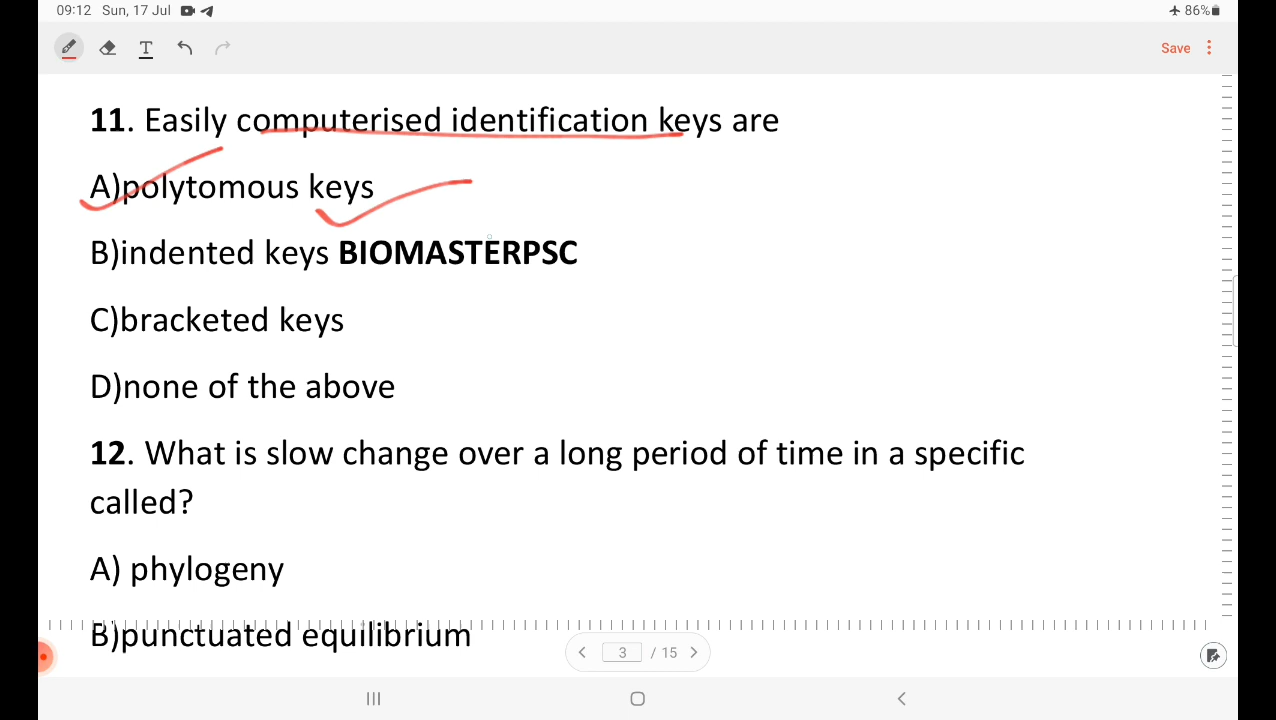 09:12 Sun, 17 Jul 86%
T Save
11. Easily computerised identification keys are
A)polytomous keys
B)indented keys BIOMASTERPSC
C)bracketed keys
D)none of the above
12. What is slow change over a long period of time in a specific
called?
A) phylogeny
B)punctuated equilibrium
3 / 15